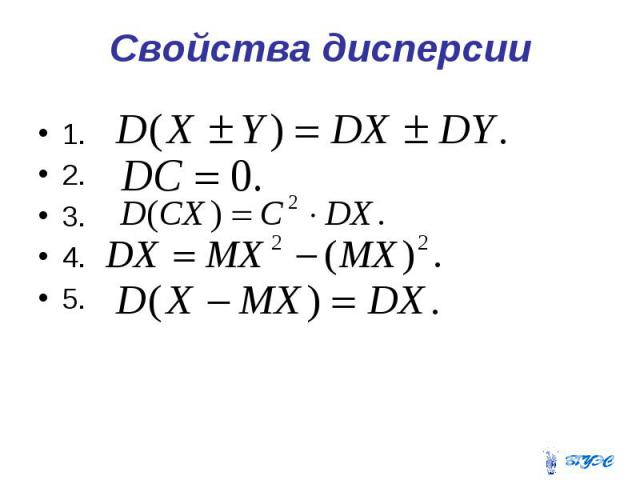 Свойства дисперсии
• 1. D(X ± Y) = DX ± DY.
• 2. DC = 0.
• 3. D(CX) = C² · DX.
• 4. DX = MX² − (MX)².
• 5. D(X − MX) = DX.
ВГУЭС